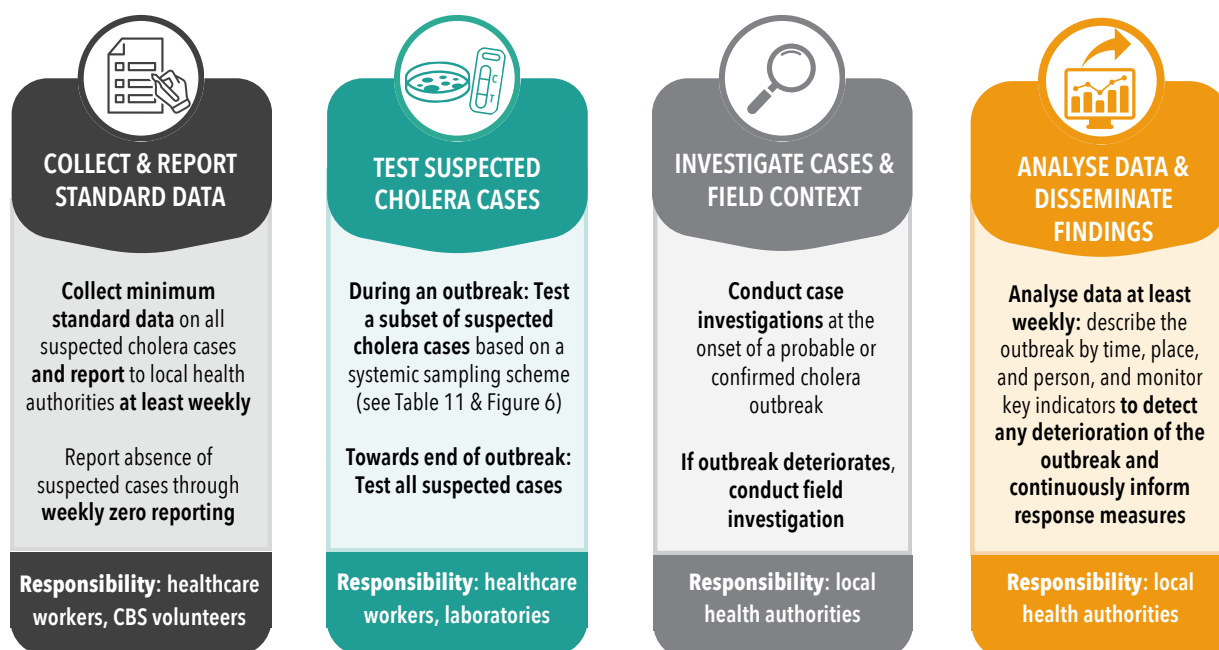 C
T
COLLECT & REPORT
STANDARD DATA
Collect minimum
standard data on all
suspected cholera cases
and report to local health
authorities at least weekly
Report absence of
suspected cases through
weekly zero reporting
Responsibility: healthcare
workers, CBS volunteers
TEST SUSPECTED
CHOLERA CASES
During an outbreak: Test
a subset of suspected
cholera cases based on a
systemic sampling scheme
(see Table 11 & Figure 6)
Towards end of outbreak:
Test all suspected cases
Responsibility: healthcare
workers, laboratories
INVESTIGATE CASES &
FIELD CONTEXT
Conduct case
investigations at the
onset of a probable or
confirmed cholera
outbreak
If outbreak deteriorates,
conduct field
investigation
Responsibility: local
health authorities
ANALYSE DATA &
DISSEMINATE
FINDINGS
Analyse data at least
weekly: describe the
outbreak by time, place,
and person, and monitor
key indicators to detect
any deterioration of the
outbreak and
continuously inform
response measures
Responsibility: local
health authorities